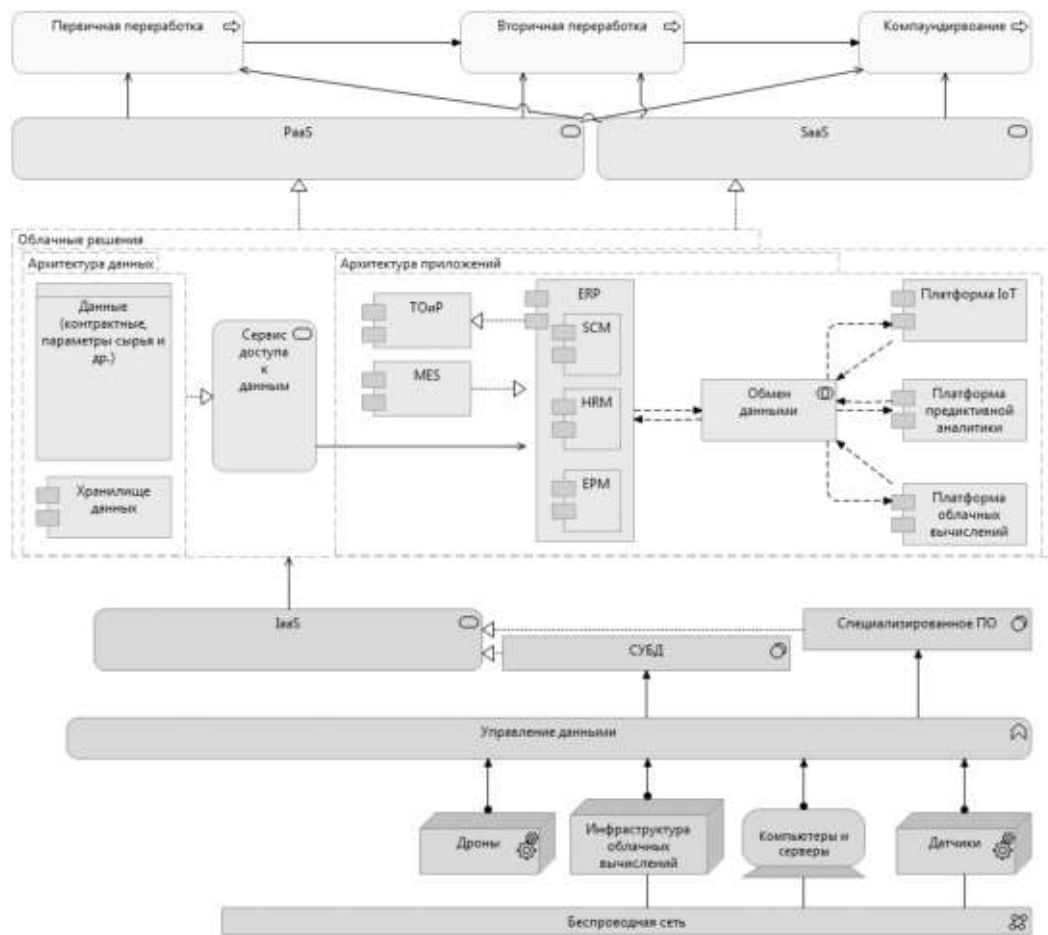 Первичная переработка
Вторичная переработка
Компаундирвоание
PaaS
SaaS
Облачные решения
Архитектура данных
Архитектура приложений
Данные
(контрактные,
параметры сырья и
др.)
Хранилище
данных
Сервис
доступа
к
данным
ТОиР
MES
ERP
SCM
HRM
EPM
Обмен
данными
Платформа IoT
Платформа
предиктивной
аналитики
Платформа
облачных
вычислений
IaaS
Специализированное ПО
СУБД
Управление данными
Дроны
Инфраструктура
облачных
вычислений
Компьютеры и
серверы
Датчики
Беспроводная сеть